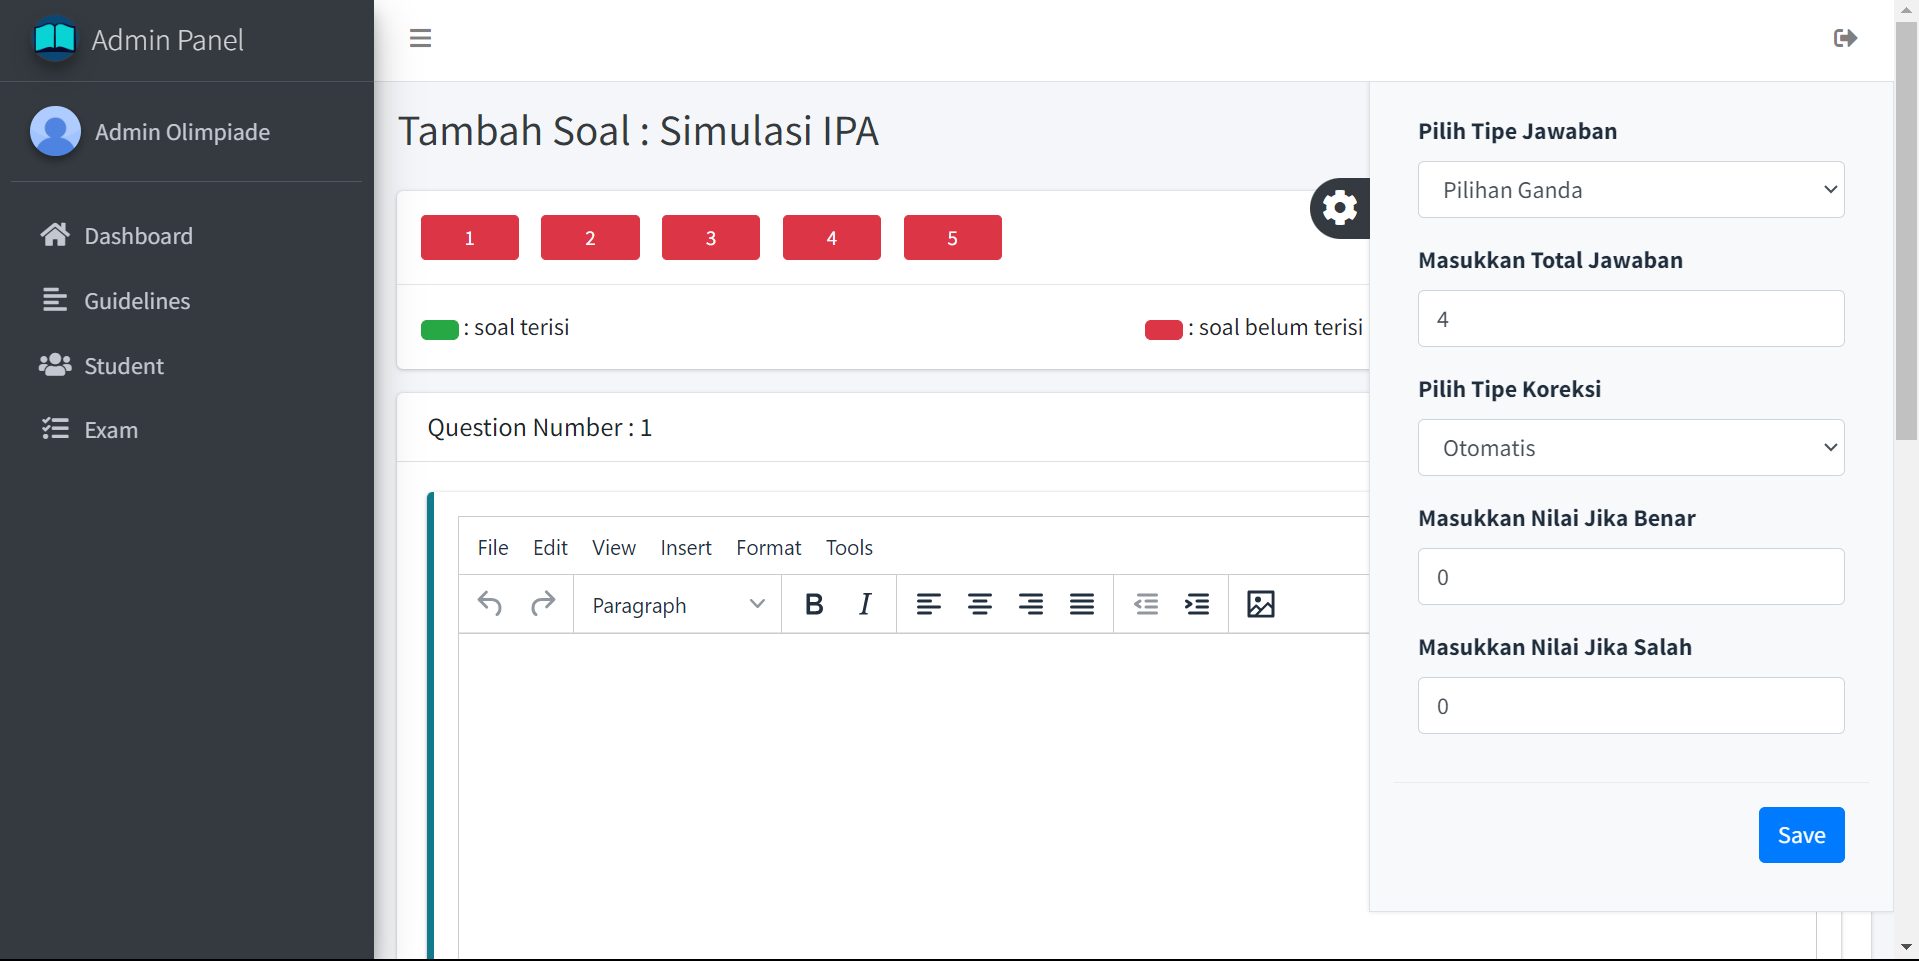 Admin Panel
Admin Olimpiade
Dashboard
Guidelines
Student
Exam
Tambah Soal : Simulasi IPA
1 2 3 4 5
: soal terisi
: soal belum terisi
Question Number : 1
File Edit View Insert Format Tools
Paragraph B I
Pilih Tipe Jawaban
Pilihan Ganda
Masukkan Total Jawaban
4
Pilih Tipe Koreksi
Otomatis
Masukkan Nilai Jika Benar
0
Masukkan Nilai Jika Salah
0
Save